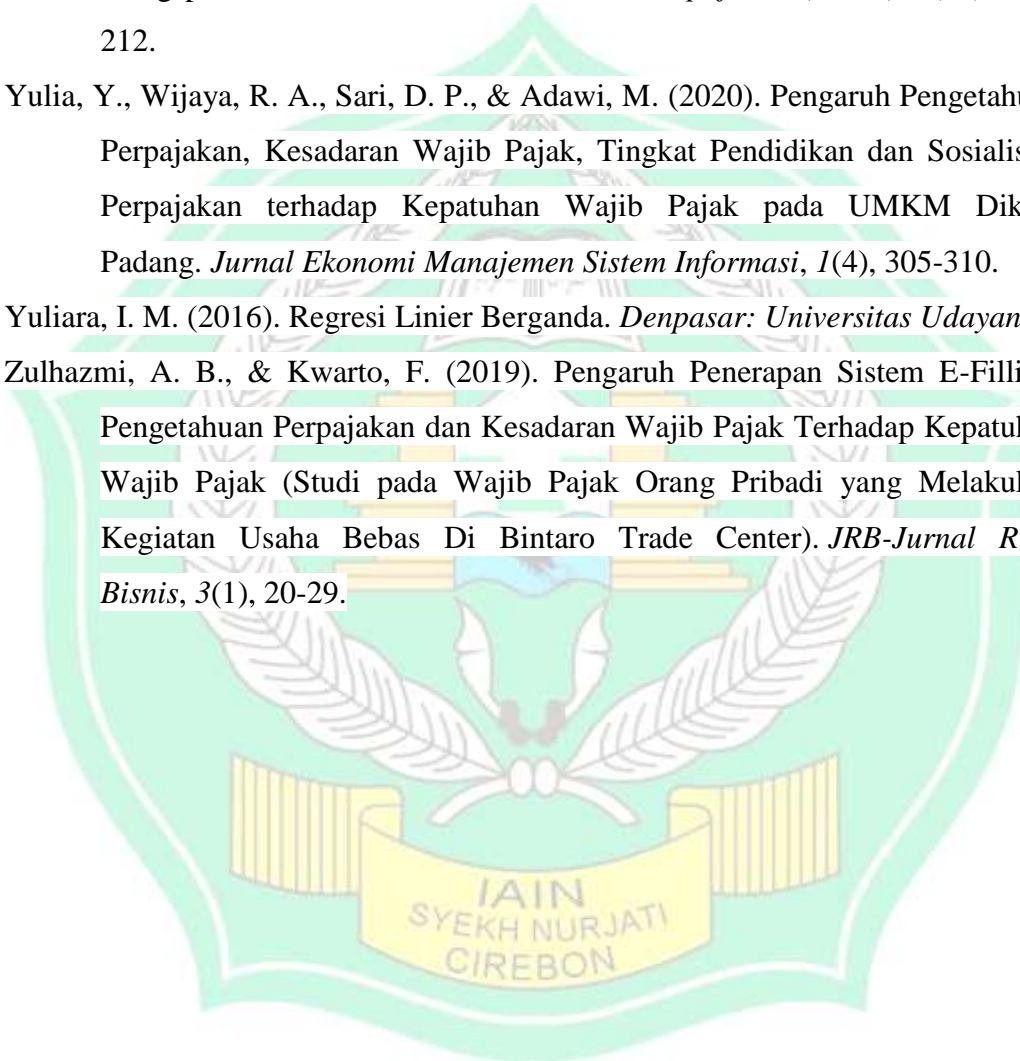 212.
Yulia, Y., Wijaya, R. A., Sari, D. P., & Adawi, M. (2020). Pengaruh Pengetahu
Perpajakan, Kesadaran Wajib Pajak, Tingkat Pendidikan dan Sosialis
Perpajakan terhadap Kepatuhan Wajib Pajak pada UMKM Dik
Padang. Jurnal Ekonomi Manajemen Sistem Informasi, 1(4), 305-310.
Yuliara, I. M. (2016). Regresi Linier Berganda. Denpasar: Universitas Udayan
Zulhazmi, A. B., & Kwarto, F. (2019). Pengaruh Penerapan Sistem E-Filli
Pengetahuan Perpajakan dan Kesadaran Wajib Pajak Terhadap Kepatul
Wajib Pajak (Studi pada Wajib Pajak Orang Pribadi yang Melakul
Kegiatan Usaha Bebas Di Bintaro Trade Center). JRB-Jurnal R
Bisnis, 3(1), 20-29.
IAIN
SYEKH NURJATI
CIREBON